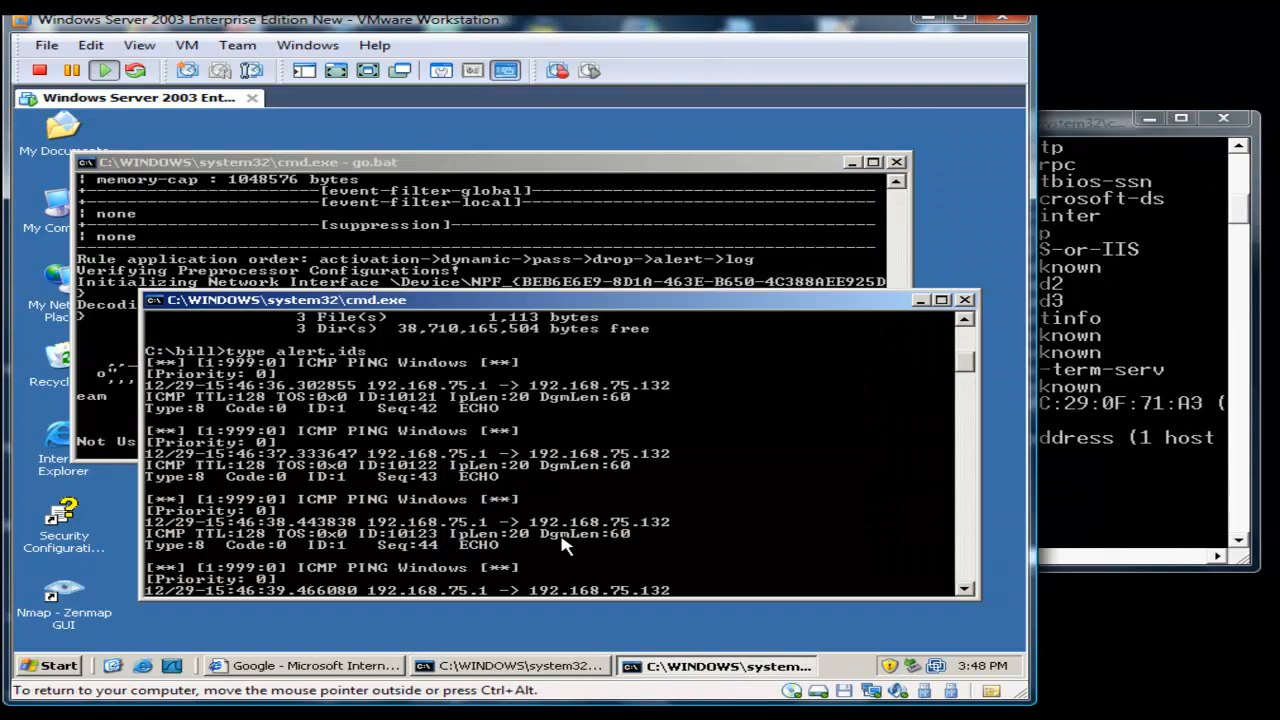 Windows Server 2003 Enterprise Edition New - VMware Workstation
File Edit View VM Team Windows Help
Windows Server 2003 Ent...
My Docum
My Com
My Net
Plac
Recyc
Inter
Explorer
Security
Configurati...
Nmap - Zenmap
GUI
C:\WINDOWS\system32\cmd.exe - go.bat
| memory-cap : 1048576 bytes
+-----------------------[event-filter-global]----------------------------------
+-----------------------[event-filter-local]-----------------------------------
| none
+-----------------------[suppression]------------------------------------------
| none
-------------------------------------------------------------------------------
Rule application order: activation->dynamic->pass->drop->alert->log
Verifying Preprocessor Configurations!
Initializing Network Interface \Device\NPF_{BEB6E6E9-8D1A-463E-B650-4C388AEE925D
}
Decodi
}
,,_
o"
''''
eam
Not Us
C:\WINDOWS\system32\cmd.exe
3 File(s) 1,113 bytes
3 Dir(s) 38,710,165,504 bytes free
C:\bill>type alert.ids
[**] [1:999:0] ICMP PING Windows [**]
[Priority: 0]
12/29-15:46:36.302855 192.168.75.1 -> 192.168.75.132
ICMP TTL:128 TOS:0x0 ID:10121 IpLen:20 DgmLen:60
Type:8 Code:0 ID:1 Seq:42 ECHO
[**] [1:999:0] ICMP PING Windows [**]
[Priority: 0]
12/29-15:46:37.333647 192.168.75.1 -> 192.168.75.132
ICMP TTL:128 TOS:0x0 ID:10122 IpLen:20 DgmLen:60
Type:8 Code:0 ID:1 Seq:43 ECHO
[**] [1:999:0] ICMP PING Windows [**]
[Priority: 0]
12/29-15:46:38.443838 192.168.75.1 -> 192.168.75.132
ICMP TTL:128 TOS:0x0 ID:10123 IpLen:20 DgmLen:60
Type:8 Code:0 ID:1 Seq:44 ECHO
[**] [1:999:0] ICMP PING Windows [**]
[Priority: 0]
12/29-15:46:39.466080 192.168.75.1 -> 192.168.75.132
ystem32\c...
tp
rpc
tbios-ssn
crosoft-ds
inter
p
S-or-IIS
known
d2
d3
tinfo
known
-term-serv
known
C:29:0F:71:A3 (
ddress (1 host
Start
Google - Microsoft Intern...
C:\WINDOWS\system32...
C:\WINDOWS\system...
3:48 PM
To return to your computer, move the mouse pointer outside or press Ctrl+Alt.